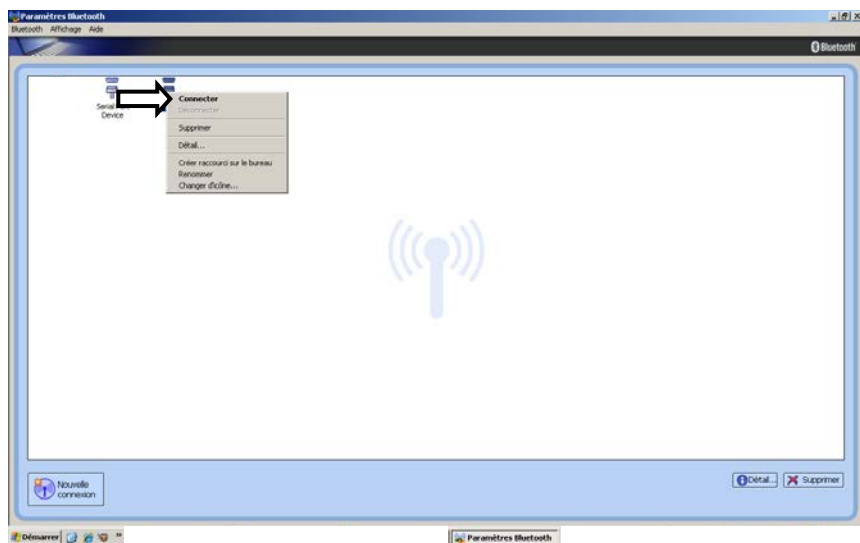 Paramètres Bluetooth
Bluetooth Affichage Aide
Bluetooth
Serial
Device
Connecter
Déconnecter
Supprimer
Détail...
Créer raccourci sur le bureau
Renommer
Changer d'icône...
Nouvelle
connexion
Détail...
Supprimer
Démarrer
Paramètres Bluetooth